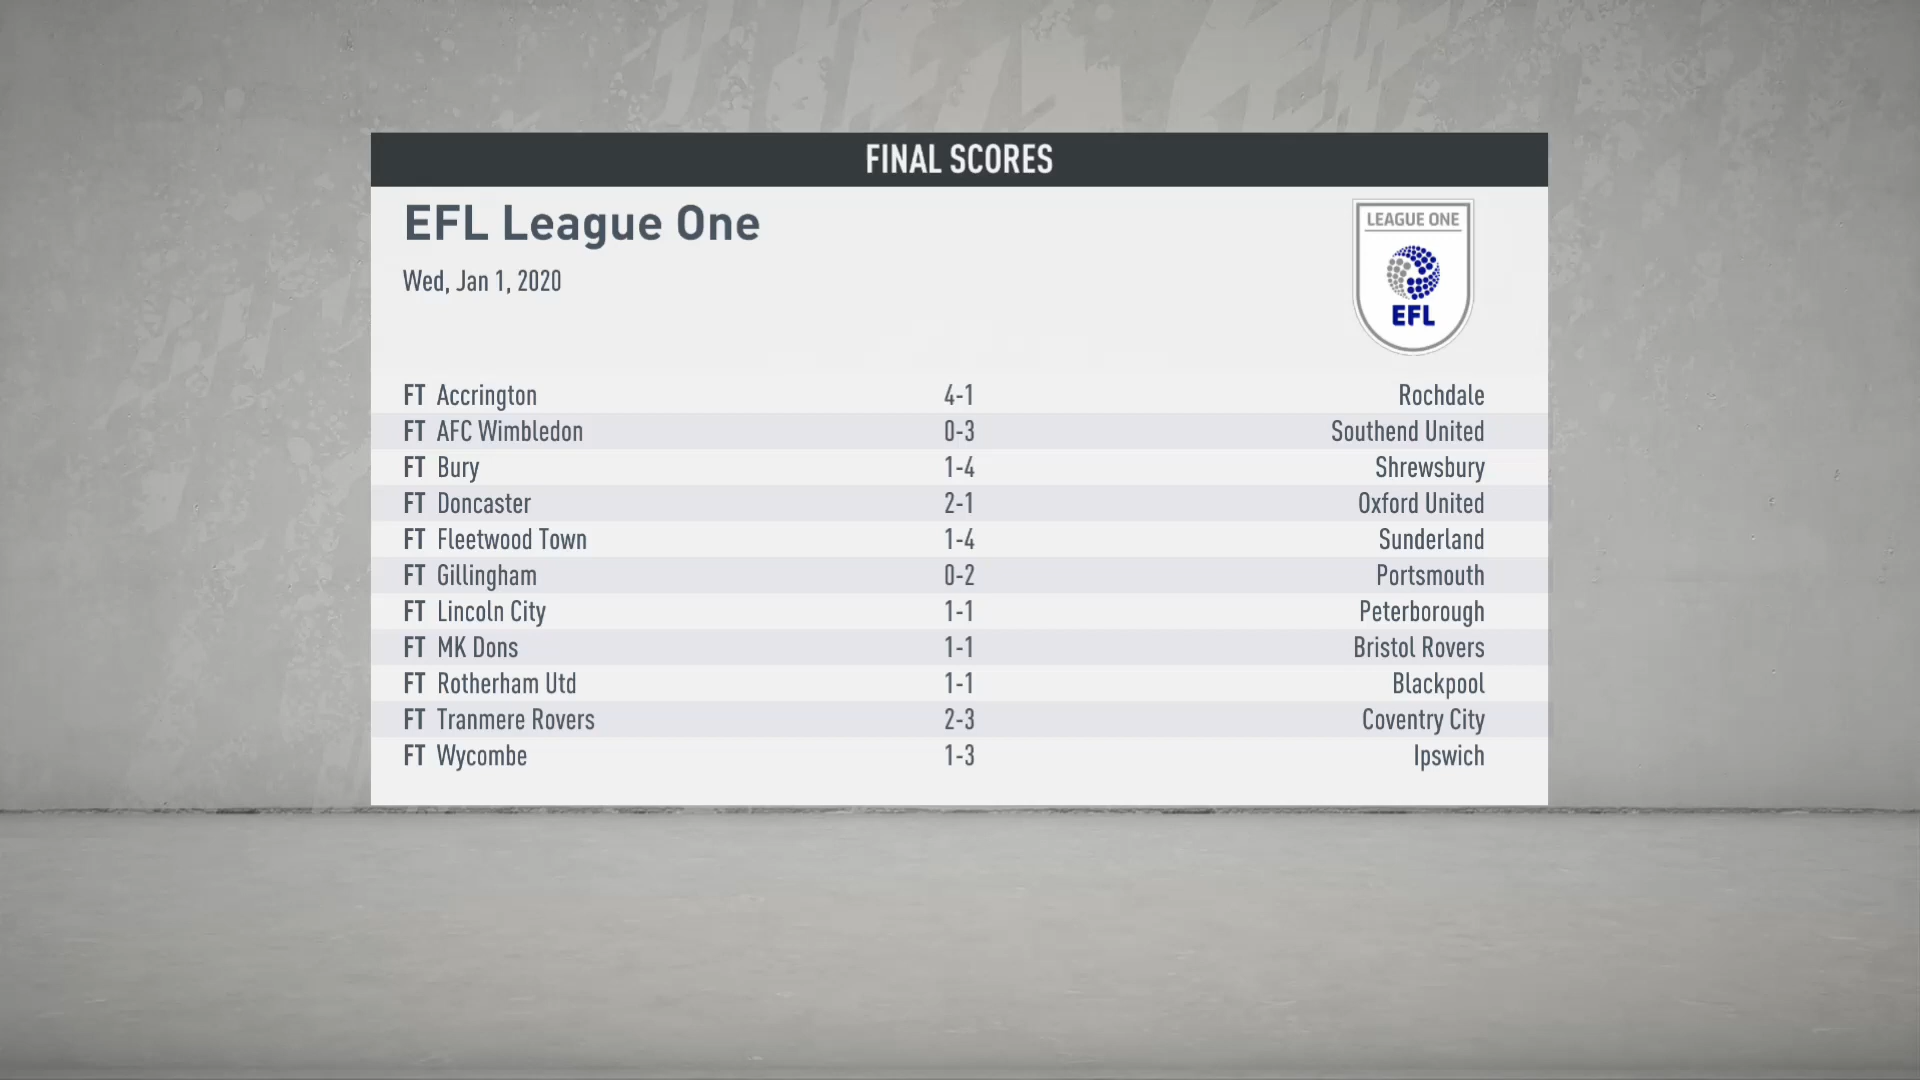 FINAL SCORES
EFL League One
Wed, Jan 1, 2020
LEAGUE ONE
EFL
FT Accrington 4-1 Rochdale
FT AFC Wimbledon 0-3 Southend United
FT Bury 1-4 Shrewsbury
FT Doncaster 2-1 Oxford United
FT Fleetwood Town 1-4 Sunderland
FT Gillingham 0-2 Portsmouth
FT Lincoln City 1-1 Peterborough
FT MK Dons 1-1 Bristol Rovers
FT Rotherham Utd 1-1 Blackpool
FT Tranmere Rovers 2-3 Coventry City
FT Wycombe 1-3 Ipswich